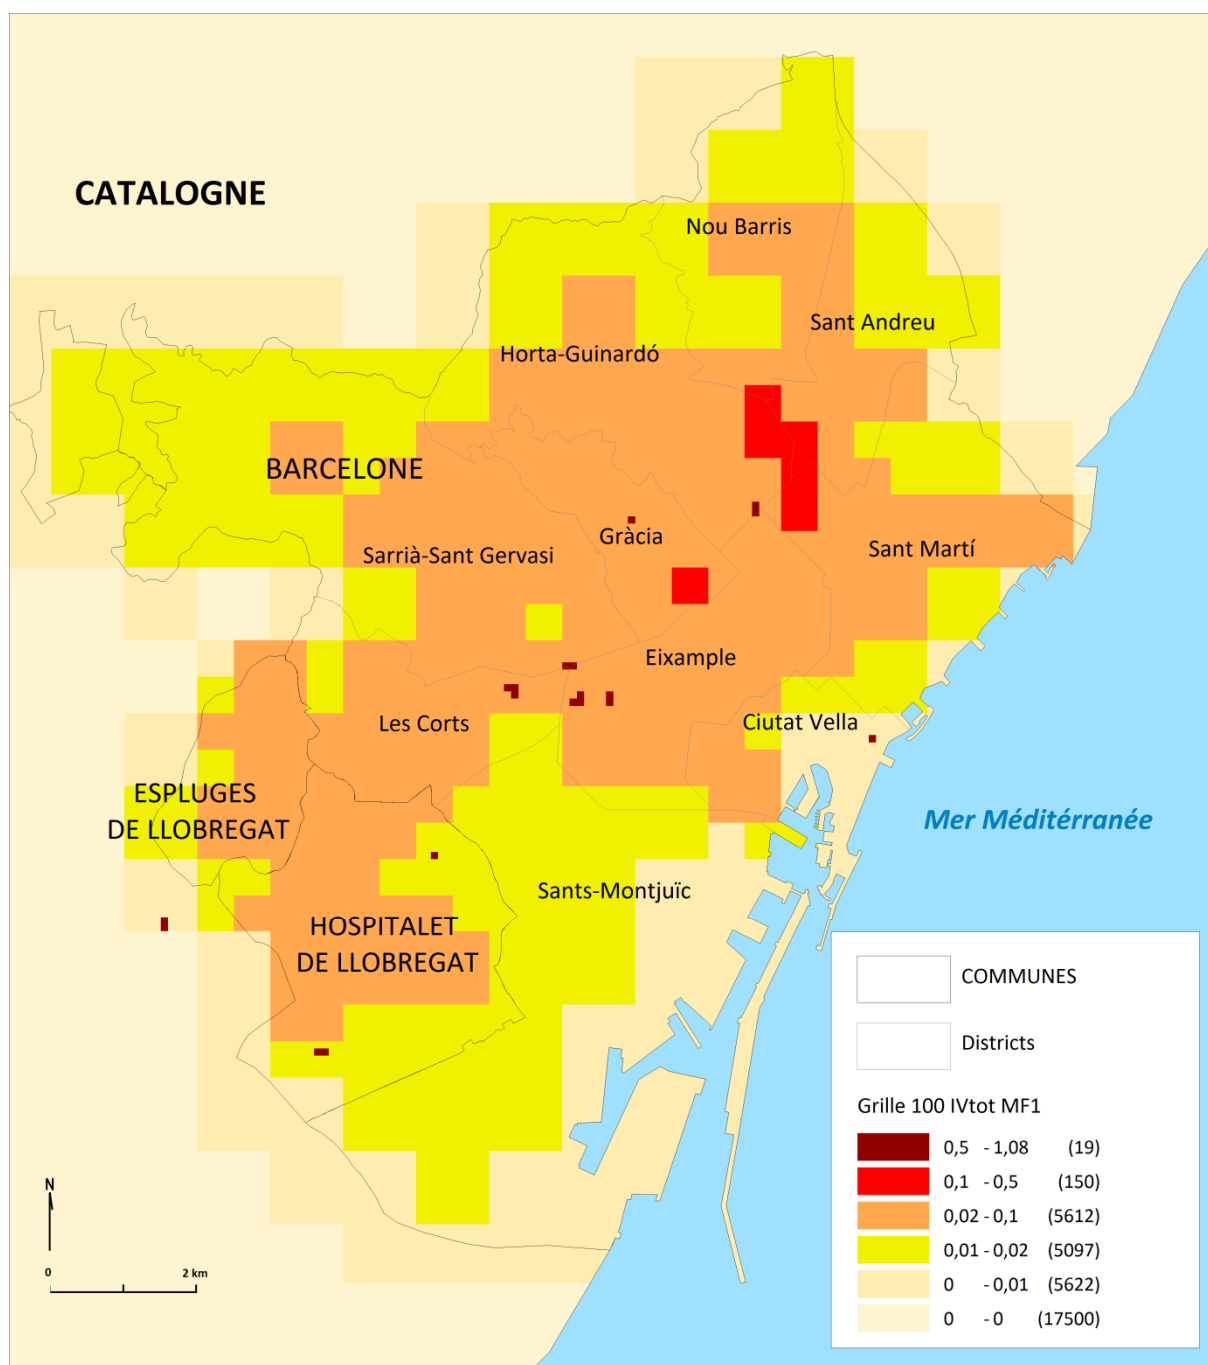 CATALOGNE
Nou Barris
Sant Andreu
Horta-Guinardó
BARCELONE
Gràcia
Sarrià-Sant Gervasi
Sant Martí
Eixample
Les Corts
Ciutat Vella
ESPLUGES
DE LLOBREGAT
Mer Méditérranée
Sants-Montjuïc
HOSPITALET
DE LLOBREGAT
COMMUNES
Districts
Grille 100 IVtot MF1
0,5 - 1,08 (19)
0,1 - 0,5 (150)
0,02 - 0,1 (5612)
0,01 - 0,02 (5097)
0 - 0,01 (5622)
0 - 0 (17500)
N
0 2 km